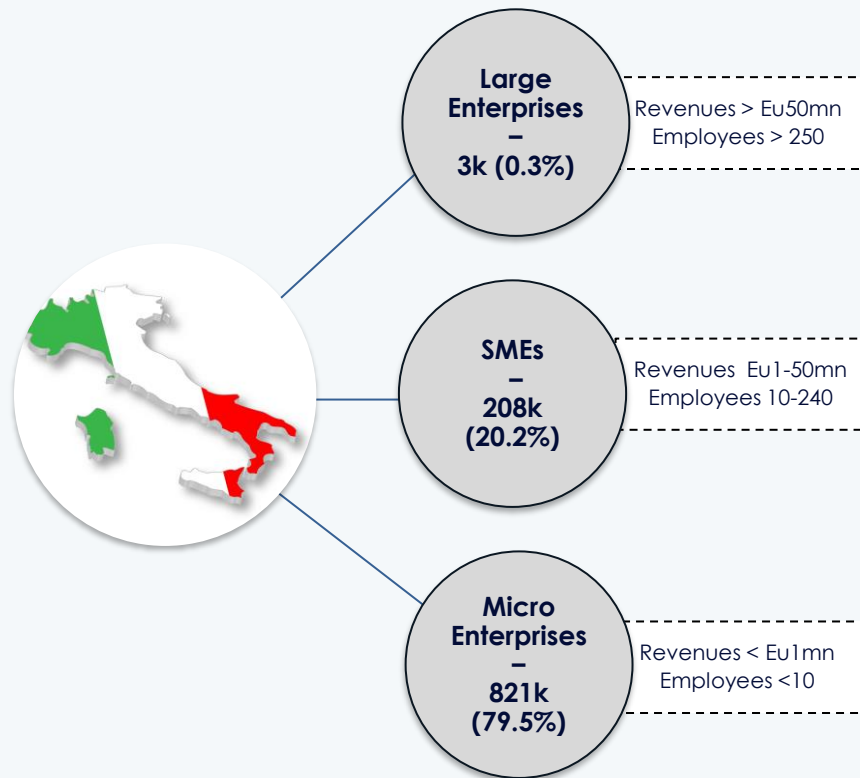 Large
Enterprises
–
3k (0.3%)
Revenues > Eu50mn
Employees > 250
SMEs
–
208k
(20.2%)
Revenues Eu1-50mn
Employees 10-240
Micro
Enterprises
–
821k
(79.5%)
Revenues < Eu1mn
Employees <10